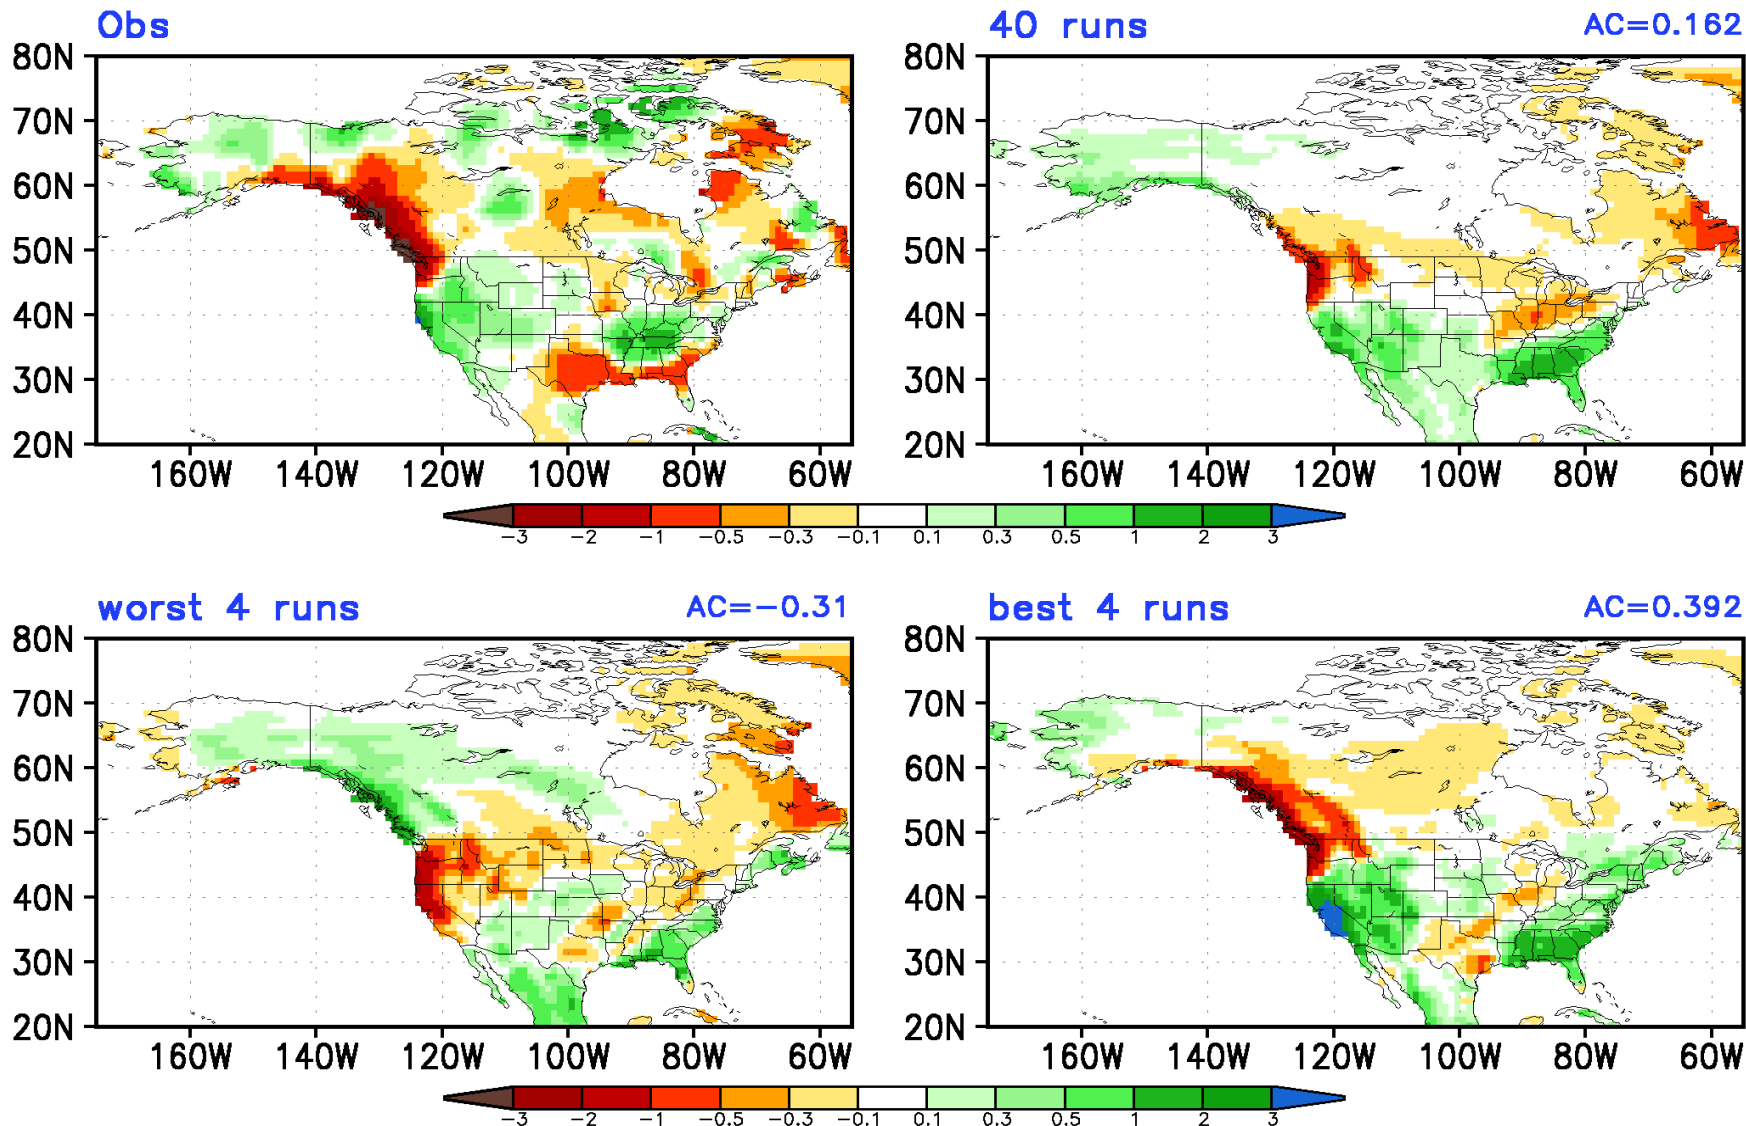 Obs
40 runs AC=0.162
80N 80N
70N 70N
60N 60N
50N 50N
40N 40N
30N 30N
20N 20N
160W 140W 120W 100W 80W 60W 160W 140W 120W 100W 80W 60W
-3 -2 -1 -0.5 -0.3 -0.1 0.1 0.3 0.5 1 2 3
worst 4 runs AC=-0.31
best 4 runs AC=0.392
80N 80N
70N 70N
60N 60N
50N 50N
40N 40N
30N 30N
20N 20N
160W 140W 120W 100W 80W 60W 160W 140W 120W 100W 80W 60W
-3 -2 -1 -0.5 -0.3 -0.1 0.1 0.3 0.5 1 2 3